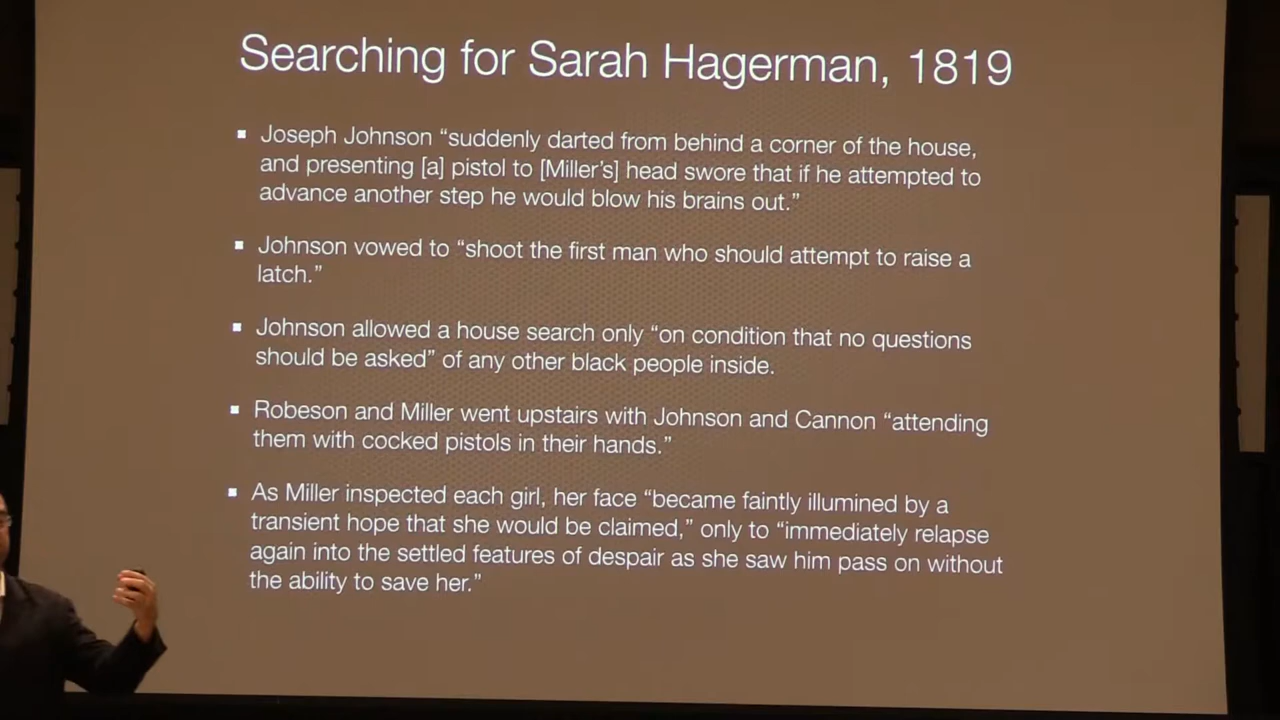 Searching for Sarah Hagerman, 1819
▪ Joseph Johnson “suddenly darted from behind a corner of the house,
and presenting [a] pistol to [Miller’s] head swore that if he attempted to
advance another step he would blow his brains out.”
▪ Johnson vowed to “shoot the first man who should attempt to raise a
latch.”
▪ Johnson allowed a house search only “on condition that no questions
should be asked” of any other black people inside.
▪ Robeson and Miller went upstairs with Johnson and Cannon “attending
them with cocked pistols in their hands.”
▪ As Miller inspected each girl, her face “became faintly illumined by a
transient hope that she would be claimed,” only to “immediately relapse
again into the settled features of despair as she saw him pass on without
the ability to save her.”